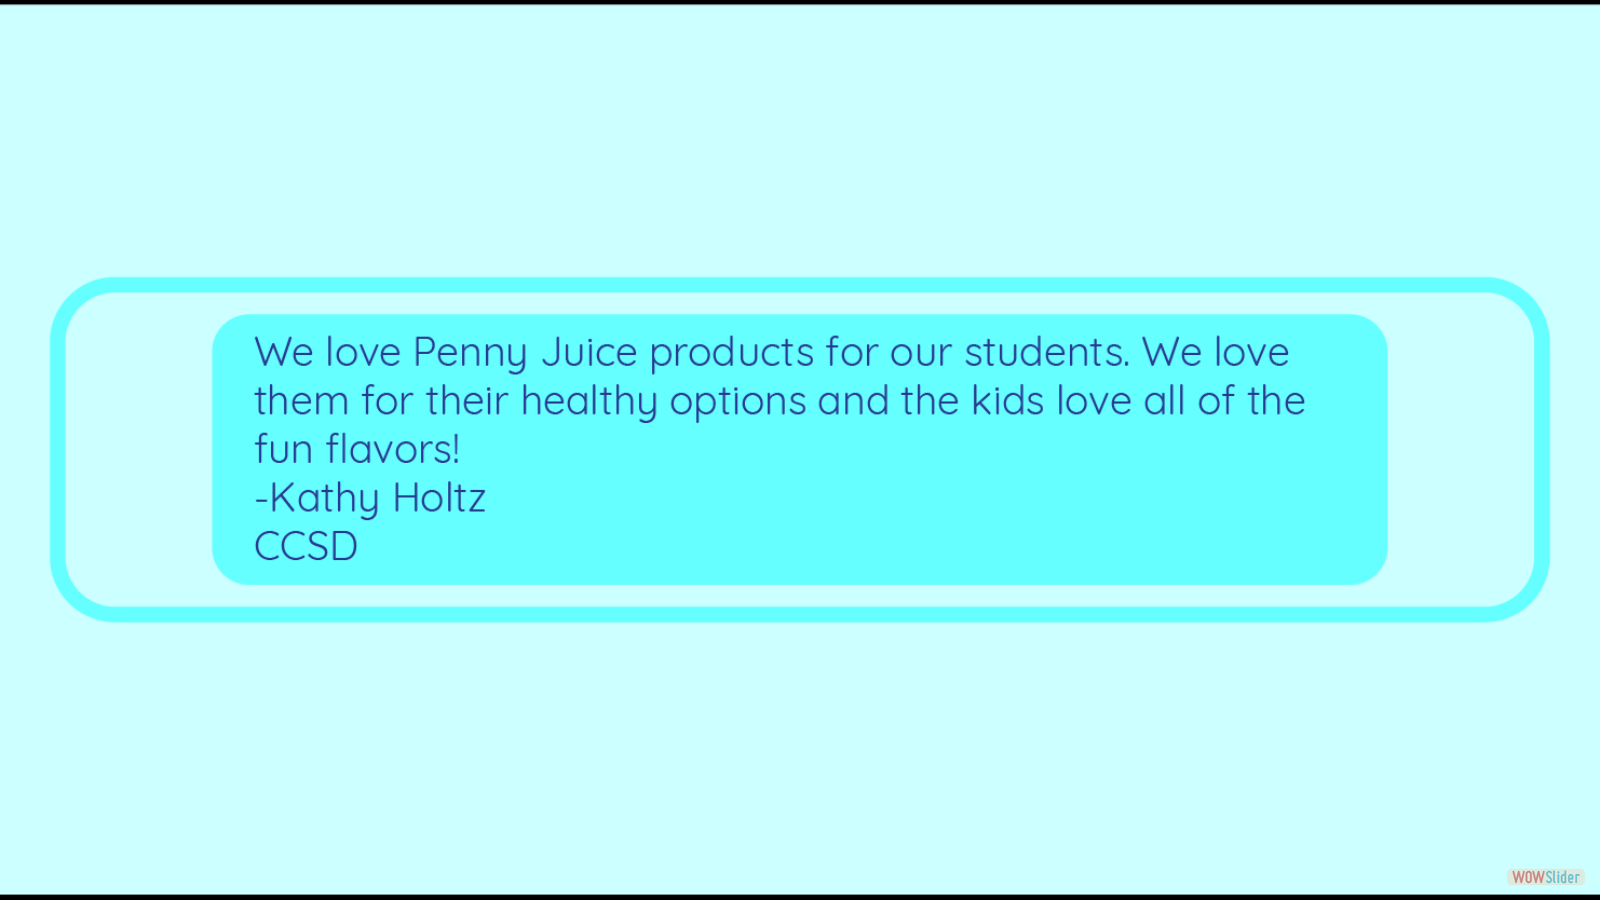 We love Penny Juice products for our students. We love
them for their healthy options and the kids love all of the
fun flavors!
-Kathy Holtz
CCSD
WOWSlider